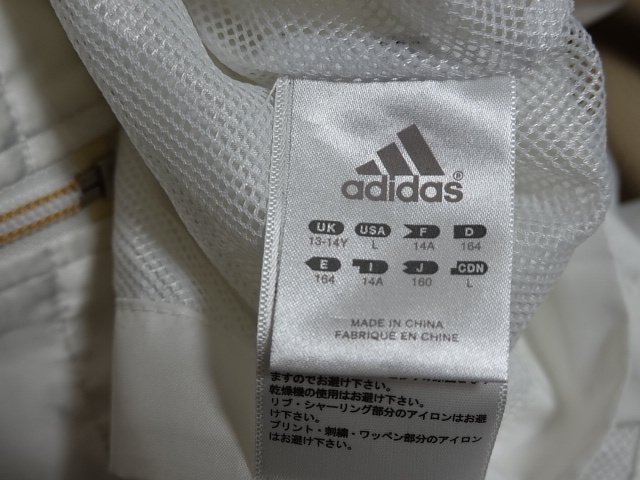 adidas®
UK USA F D
13-14Y L 14A 164
E I J CDN
164 14A 160 L
MADE IN CHINA
FABRIQUE EN CHINE
ますのでお避け下さい。
乾燥機の使用はお避け下さい。
リブ・シャーリング部分のアイロンはお避
け下さい。
プリント・刺繍・ワッペン部分のアイロン
はお避け下さい。